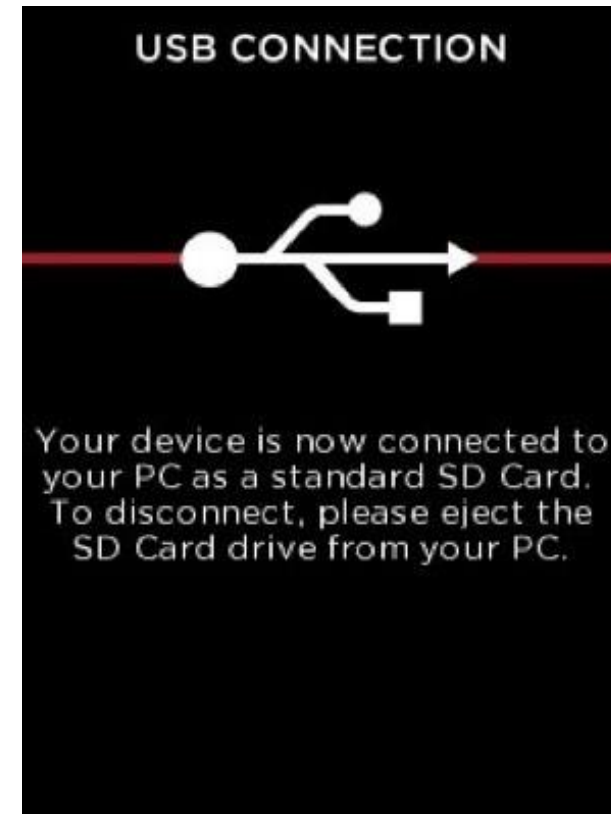 USB CONNECTION
Your device is now connected to
your PC as a standard SD Card.
To disconnect, please eject the
SD Card drive from your PC.